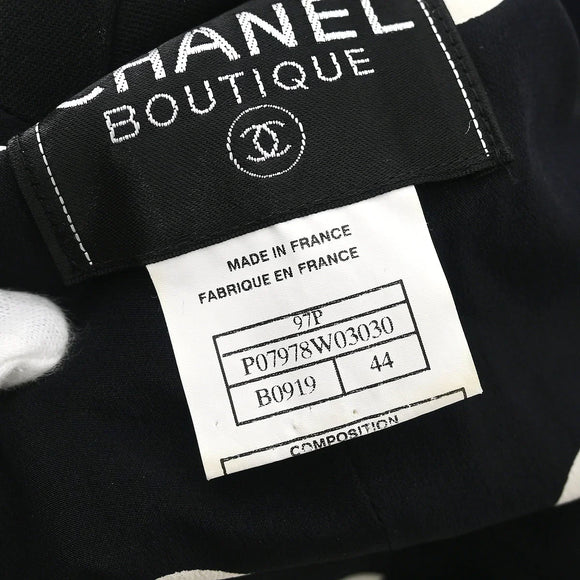 CHANEL
BOUTIQUE
MADE IN FRANCE
FABRIQUE EN FRANCE
97P
P07978W03030
B0919 44
COMPOSITION